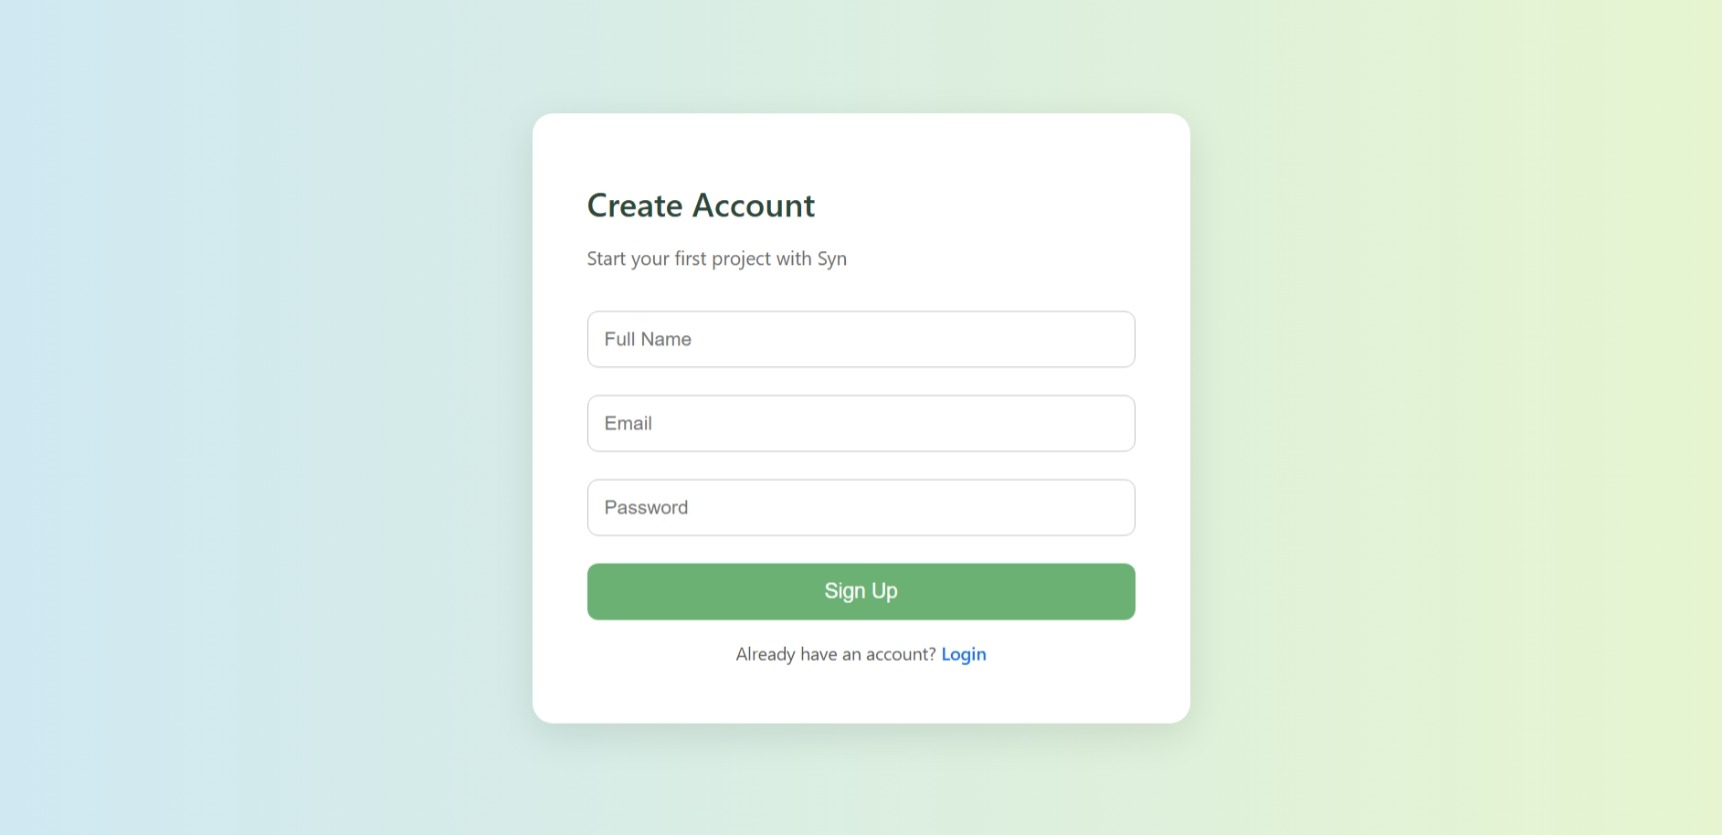 Create Account
Start your first project with Syn
Full Name
Email
Password
Sign Up
Already have an account? Login